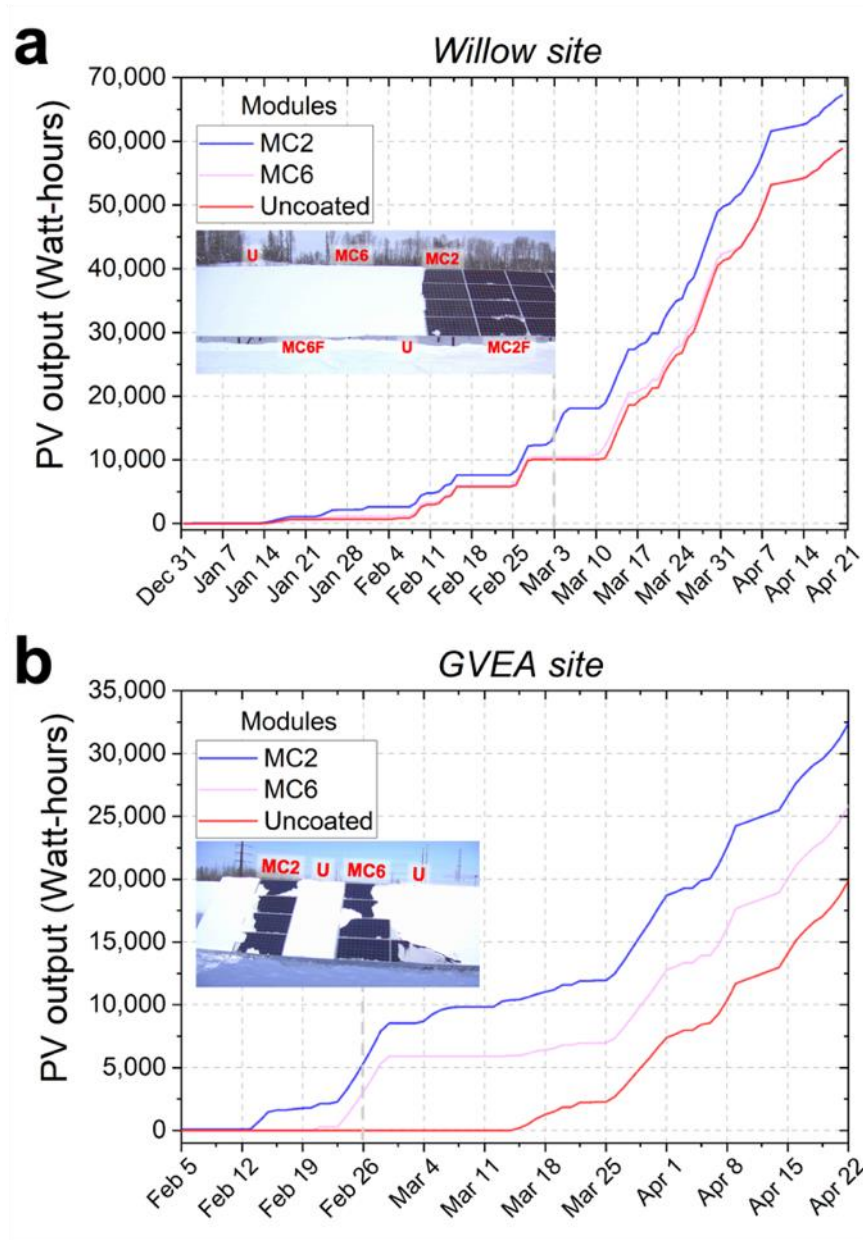 a
Willow site
PV output (Watt-hours)
70,000
60,000
50,000
40,000
30,000
20,000
10,000
0
Modules
MC2
MC6
Uncoated
U MC6 MC2
MC6F U MC2F
Dec 31 Jan 7 Jan 14 Jan 21 Jan 28 Feb 4 Feb 11 Feb 18 Feb 25 Mar 3 Mar 10 Mar 17 Mar 24 Mar 31 Apr 7 Apr 14 Apr 21
b
GVEA site
PV output (Watt-hours)
35,000
30,000
25,000
20,000
15,000
10,000
5,000
0
Modules
MC2
MC6
Uncoated
MC2 U MC6 U
Feb 5 Feb 12 Feb 19 Feb 26 Mar 4 Mar 11 Mar 18 Mar 25 Apr 1 Apr 8 Apr 15 Apr 22